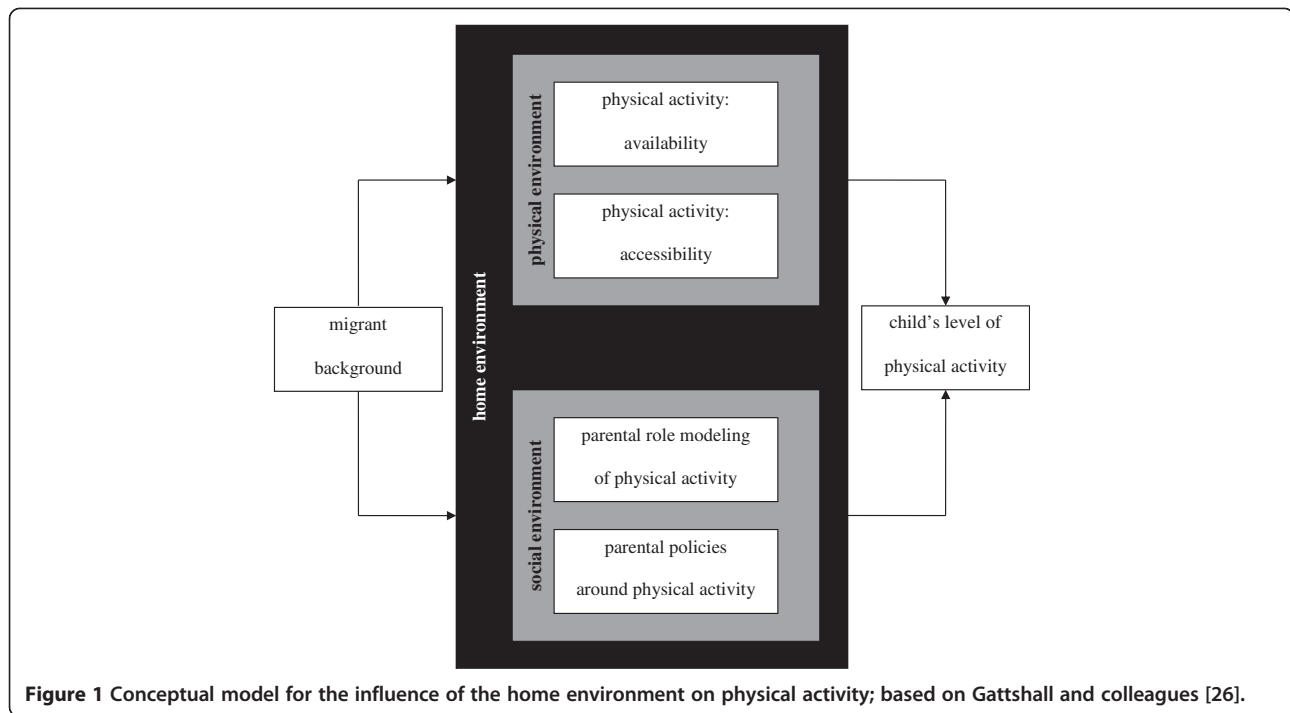 migrant
background
home environment
physical environment
physical activity:
availability
physical activity:
accessibility
social environment
parental role modeling
of physical activity
parental policies
around physical activity
child's level of
physical activity
Figure 1 Conceptual model for the influence of the home environment on physical activity; based on Gattshall and colleagues [26].